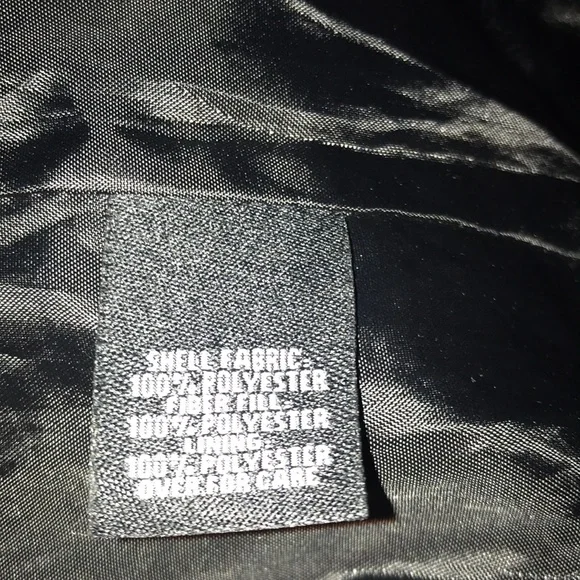 SHELL FABRIC:
100% POLYESTER
FIBER FILL:
100% POLYESTER
LINING:
100% POLYESTER
OVER FOR CARE